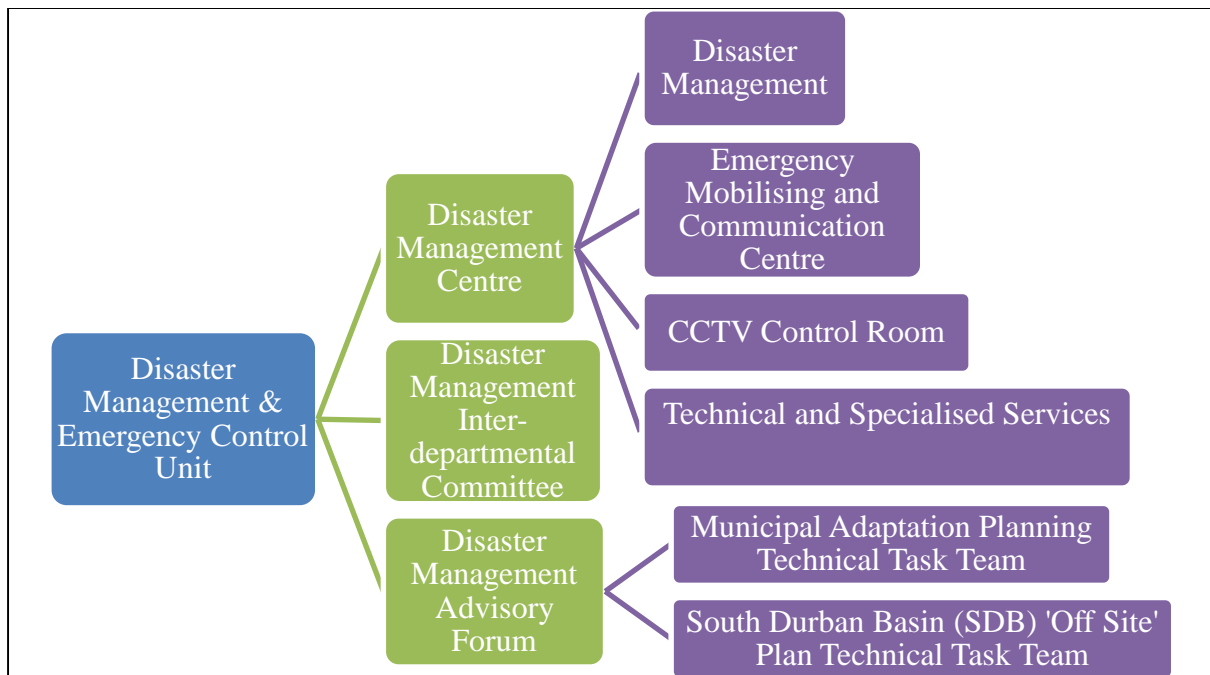 Disaster
Management &
Emergency Control
Unit
Disaster
Management
Centre
Disaster
Management
Inter-
departmental
Committee
Disaster
Management
Advisory
Forum
Disaster
Management
Emergency
Mobilising and
Communication
Centre
CCTV Control Room
Technical and Specialised Services
Municipal Adaptation Planning
Technical Task Team
South Durban Basin (SDB) 'Off Site'
Plan Technical Task Team